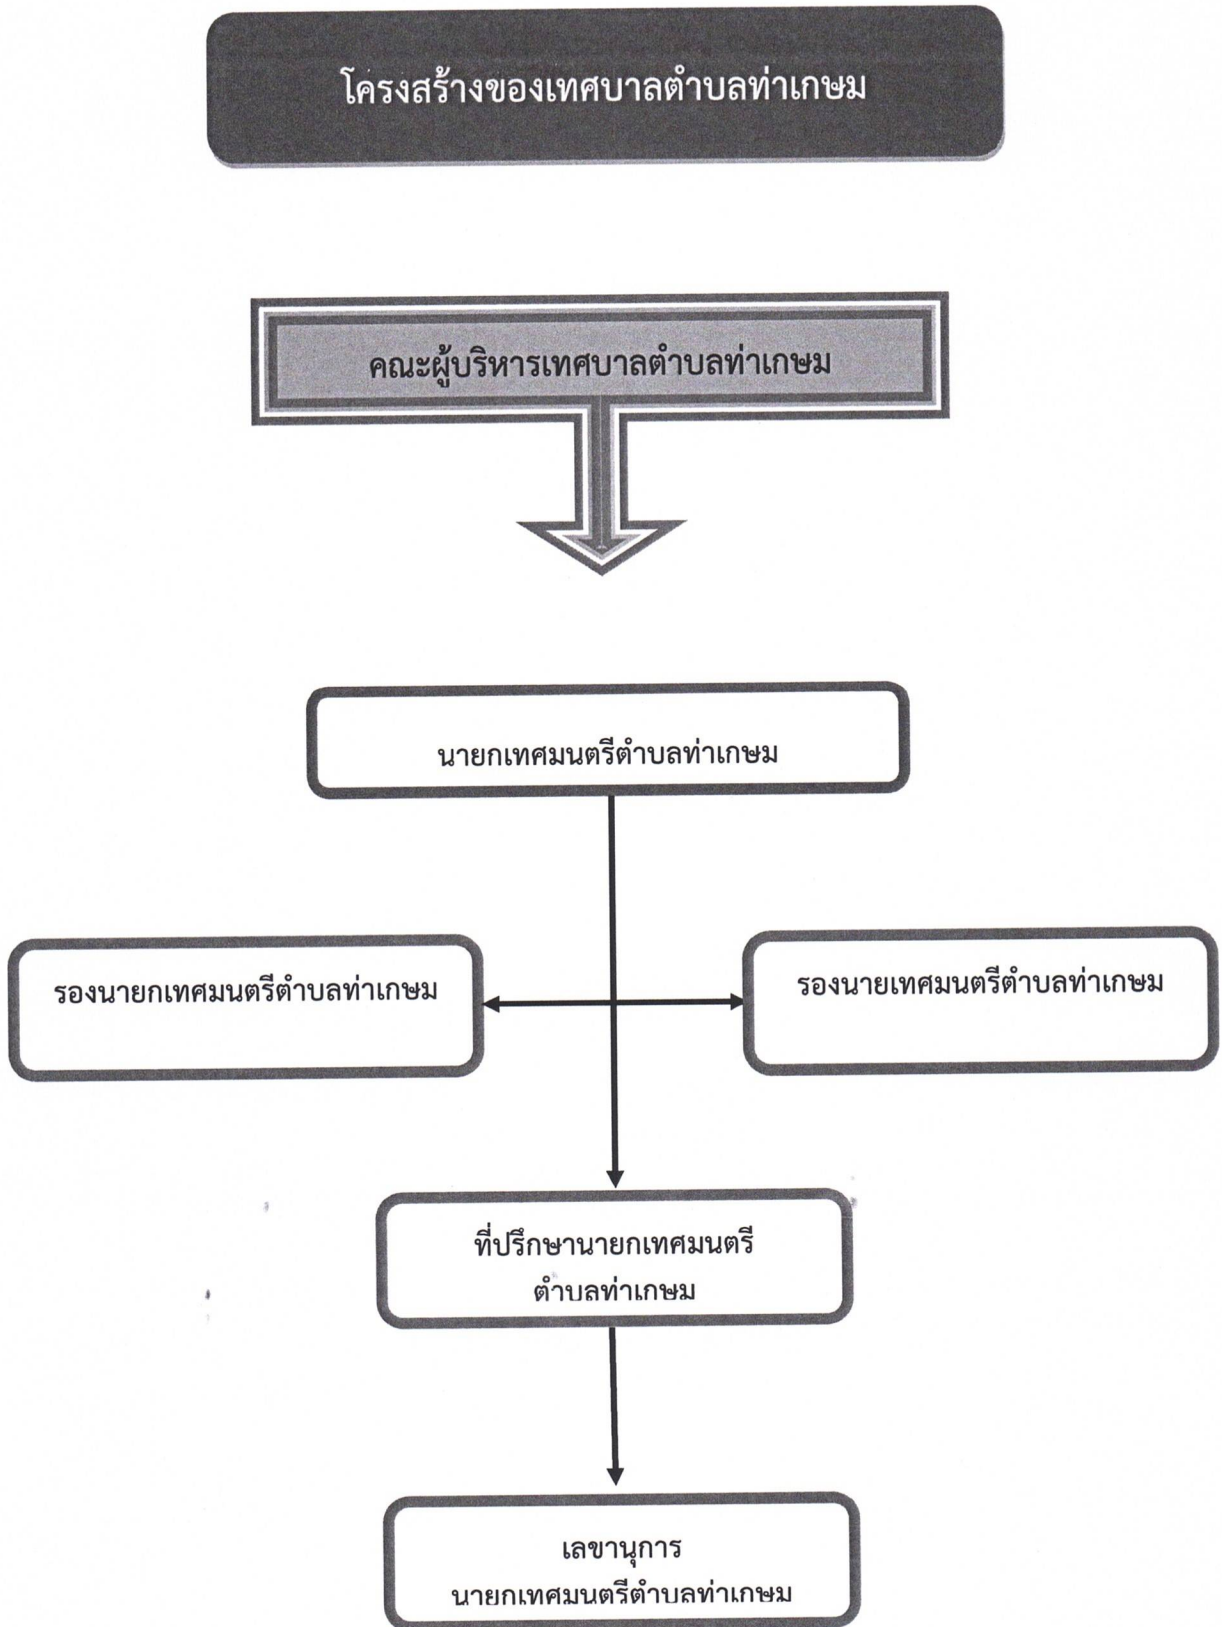 โครงสร้างของเทศบาลตำบลท่าเกษม
คณะผู้บริหารเทศบาลตำบลท่าเกษม
นายกเทศมนตรีตำบลท่าเกษม
รองนายกเทศมนตรีตำบลท่าเกษม
รองนายเทศมนตรีตำบลท่าเกษม
ที่ปรึกษานายกเทศมนตรี
ตำบลท่าเกษม
เลขานุการ
นายกเทศมนตรีตำบลท่าเกษม